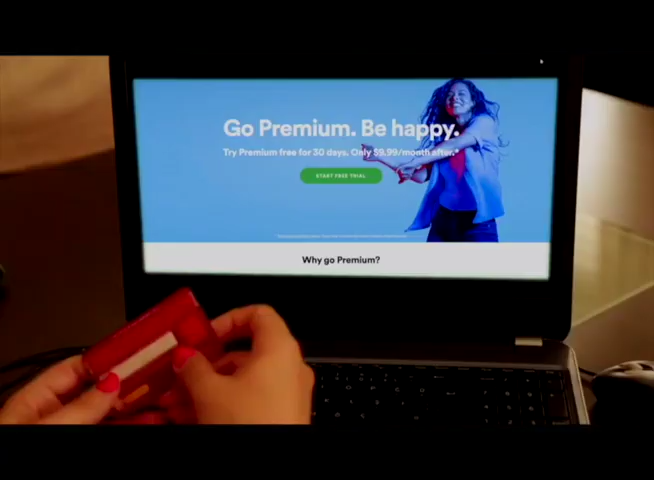 Go Premium. Be happy.
Try Premium free for 30 days. Only $9.99/month after.*
START FREE TRIAL
Why go Premium?